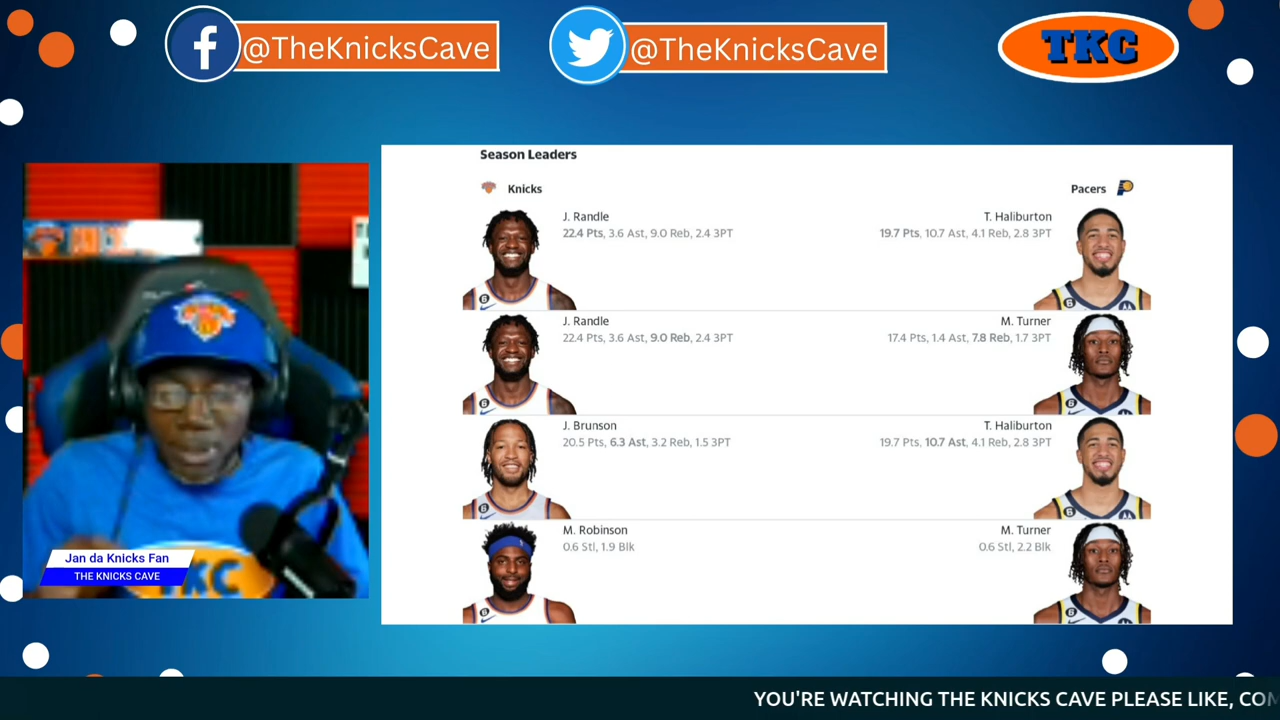 @TheKnicksCave
@TheKnicksCave
TKC
Season Leaders
Knicks
Pacers
J. Randle
22.4 Pts, 3.6 Ast, 9.0 Reb, 2.4 3PT
T. Haliburton
19.7 Pts, 10.7 Ast, 4.1 Reb, 2.8 3PT
J. Randle
22.4 Pts, 3.6 Ast, 9.0 Reb, 2.4 3PT
M. Turner
17.4 Pts, 1.4 Ast, 7.8 Reb, 1.7 3PT
J. Brunson
20.5 Pts, 6.3 Ast, 3.2 Reb, 1.5 3PT
T. Haliburton
19.7 Pts, 10.7 Ast, 4.1 Reb, 2.8 3PT
M. Robinson
0.6 Stl, 1.9 Blk
M. Turner
0.6 Stl, 2.2 Blk
Jan da Knicks Fan
THE KNICKS CAVE
TKC
YOU'RE WATCHING THE KNICKS CAVE PLEASE LIKE, COM